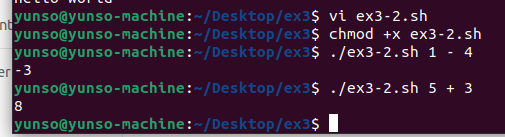 yunso@yunso-machine:~/Desktop/ex3$ vi ex3-2.sh
yunso@yunso-machine:~/Desktop/ex3$ chmod +x ex3-2.sh
yunso@yunso-machine:~/Desktop/ex3$ ./ex3-2.sh 1 - 4
-3
yunso@yunso-machine:~/Desktop/ex3$ ./ex3-2.sh 5 + 3
8
yunso@yunso-machine:~/Desktop/ex3$